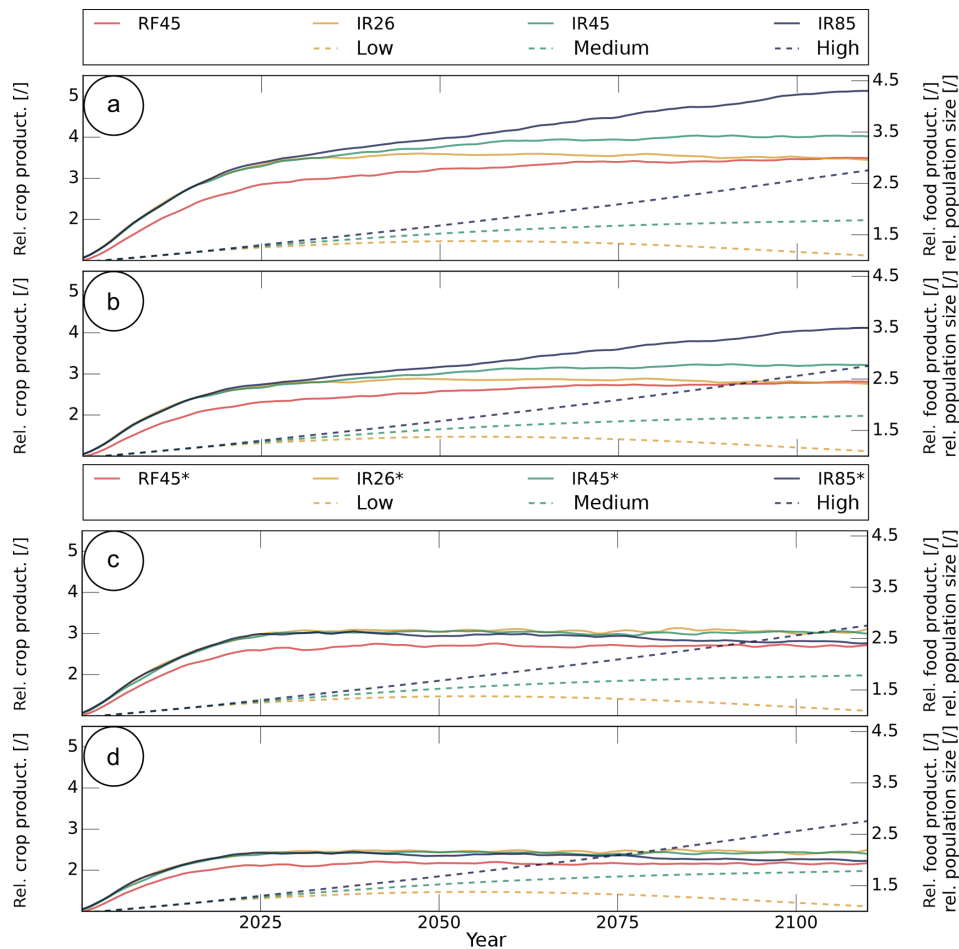 RF45 IR26 IR45 IR85
Low Medium High
a
Rel. crop product. [/]
5
4
3
2
4.5
3.5
2.5
1.5
Rel. food product. [/]
rel. population size [/]
b
Rel. crop product. [/]
5
4
3
2
4.5
3.5
2.5
1.5
Rel. food product. [/]
rel. population size [/]
RF45* IR26* IR45* IR85*
Low Medium High
c
Rel. crop product. [/]
5
4
3
2
4.5
3.5
2.5
1.5
Rel. food product. [/]
rel. population size [/]
d
Rel. crop product. [/]
5
4
3
2
4.5
3.5
2.5
1.5
Rel. food product. [/]
rel. population size [/]
2025 2050 2075 2100
Year